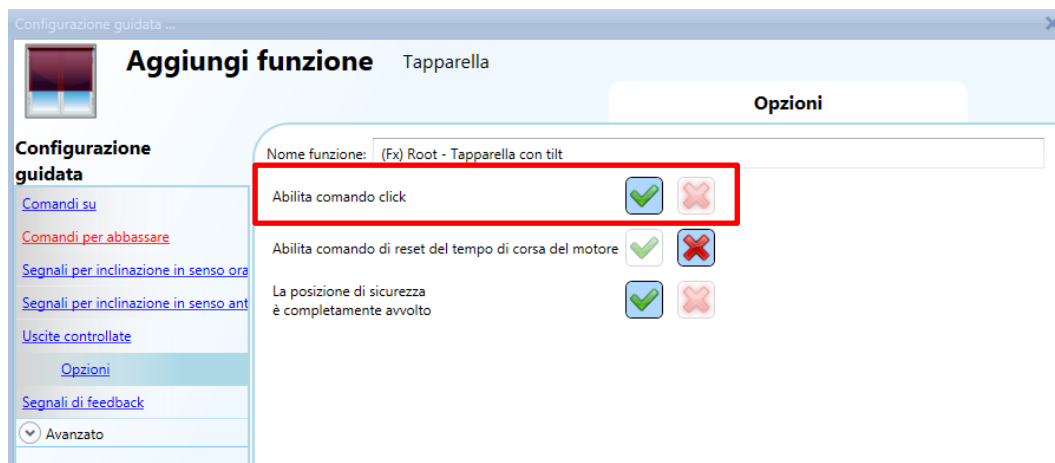 Configurazione guidata ...
Aggiungi funzione Tapparella
Opzioni
Configurazione
guidata
Comandi su
Comandi per abbassare
Segnali per inclinazione in senso ora
Segnali per inclinazione in senso ant
Uscite controllate
Opzioni
Segnali di feedback
Avanzato
Nome funzione: (Fx) Root - Tapparella con tilt
Abilita comando click
Abilita comando di reset del tempo di corsa del motore
La posizione di sicurezza
è completamente avvolto